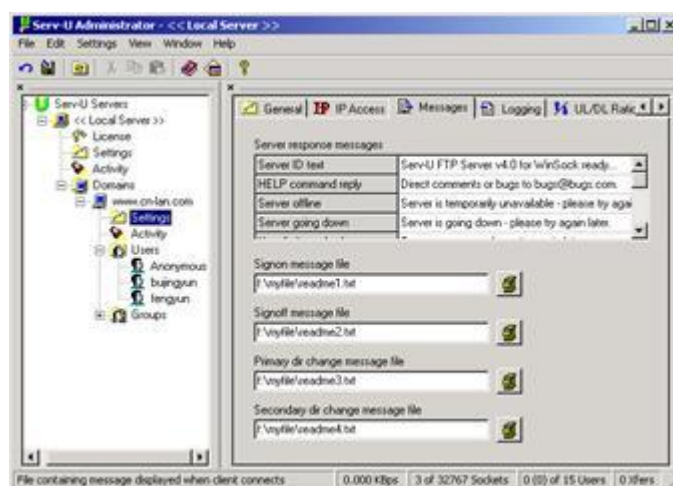 Serv-U Administrator - << Local Server >>
File Edit Settings View Window Help
Serv-U Servers
<< Local Server >>
License
Settings
Activity
Domains
www.cn-lan.com
Settings
Activity
Users
Anonymous
bujingyun
fengyun
Groups
General IP IP Access Messages Logging UL/DL Ratic
Server response messages
Server ID text Serv-U FTP Server v4.0 for WinSock ready...
HELP command reply Direct comments or bugs to bugs@bugs.com.
Server offline Server is temporarily unavailable - please try agai
Server going down Server is going down - please try again later.
Signon message file
f:\myfile\readme1.txt
Signoff message file
f:\myfile\readme2.txt
Primary dir change message file
f:\myfile\readme3.txt
Secondary dir change message file
f:\myfile\readme4.txt
File containing message displayed when client connects 0.000 KBps 3 of 32767 Sockets 0 (0) of 15 Users 0 Xfers